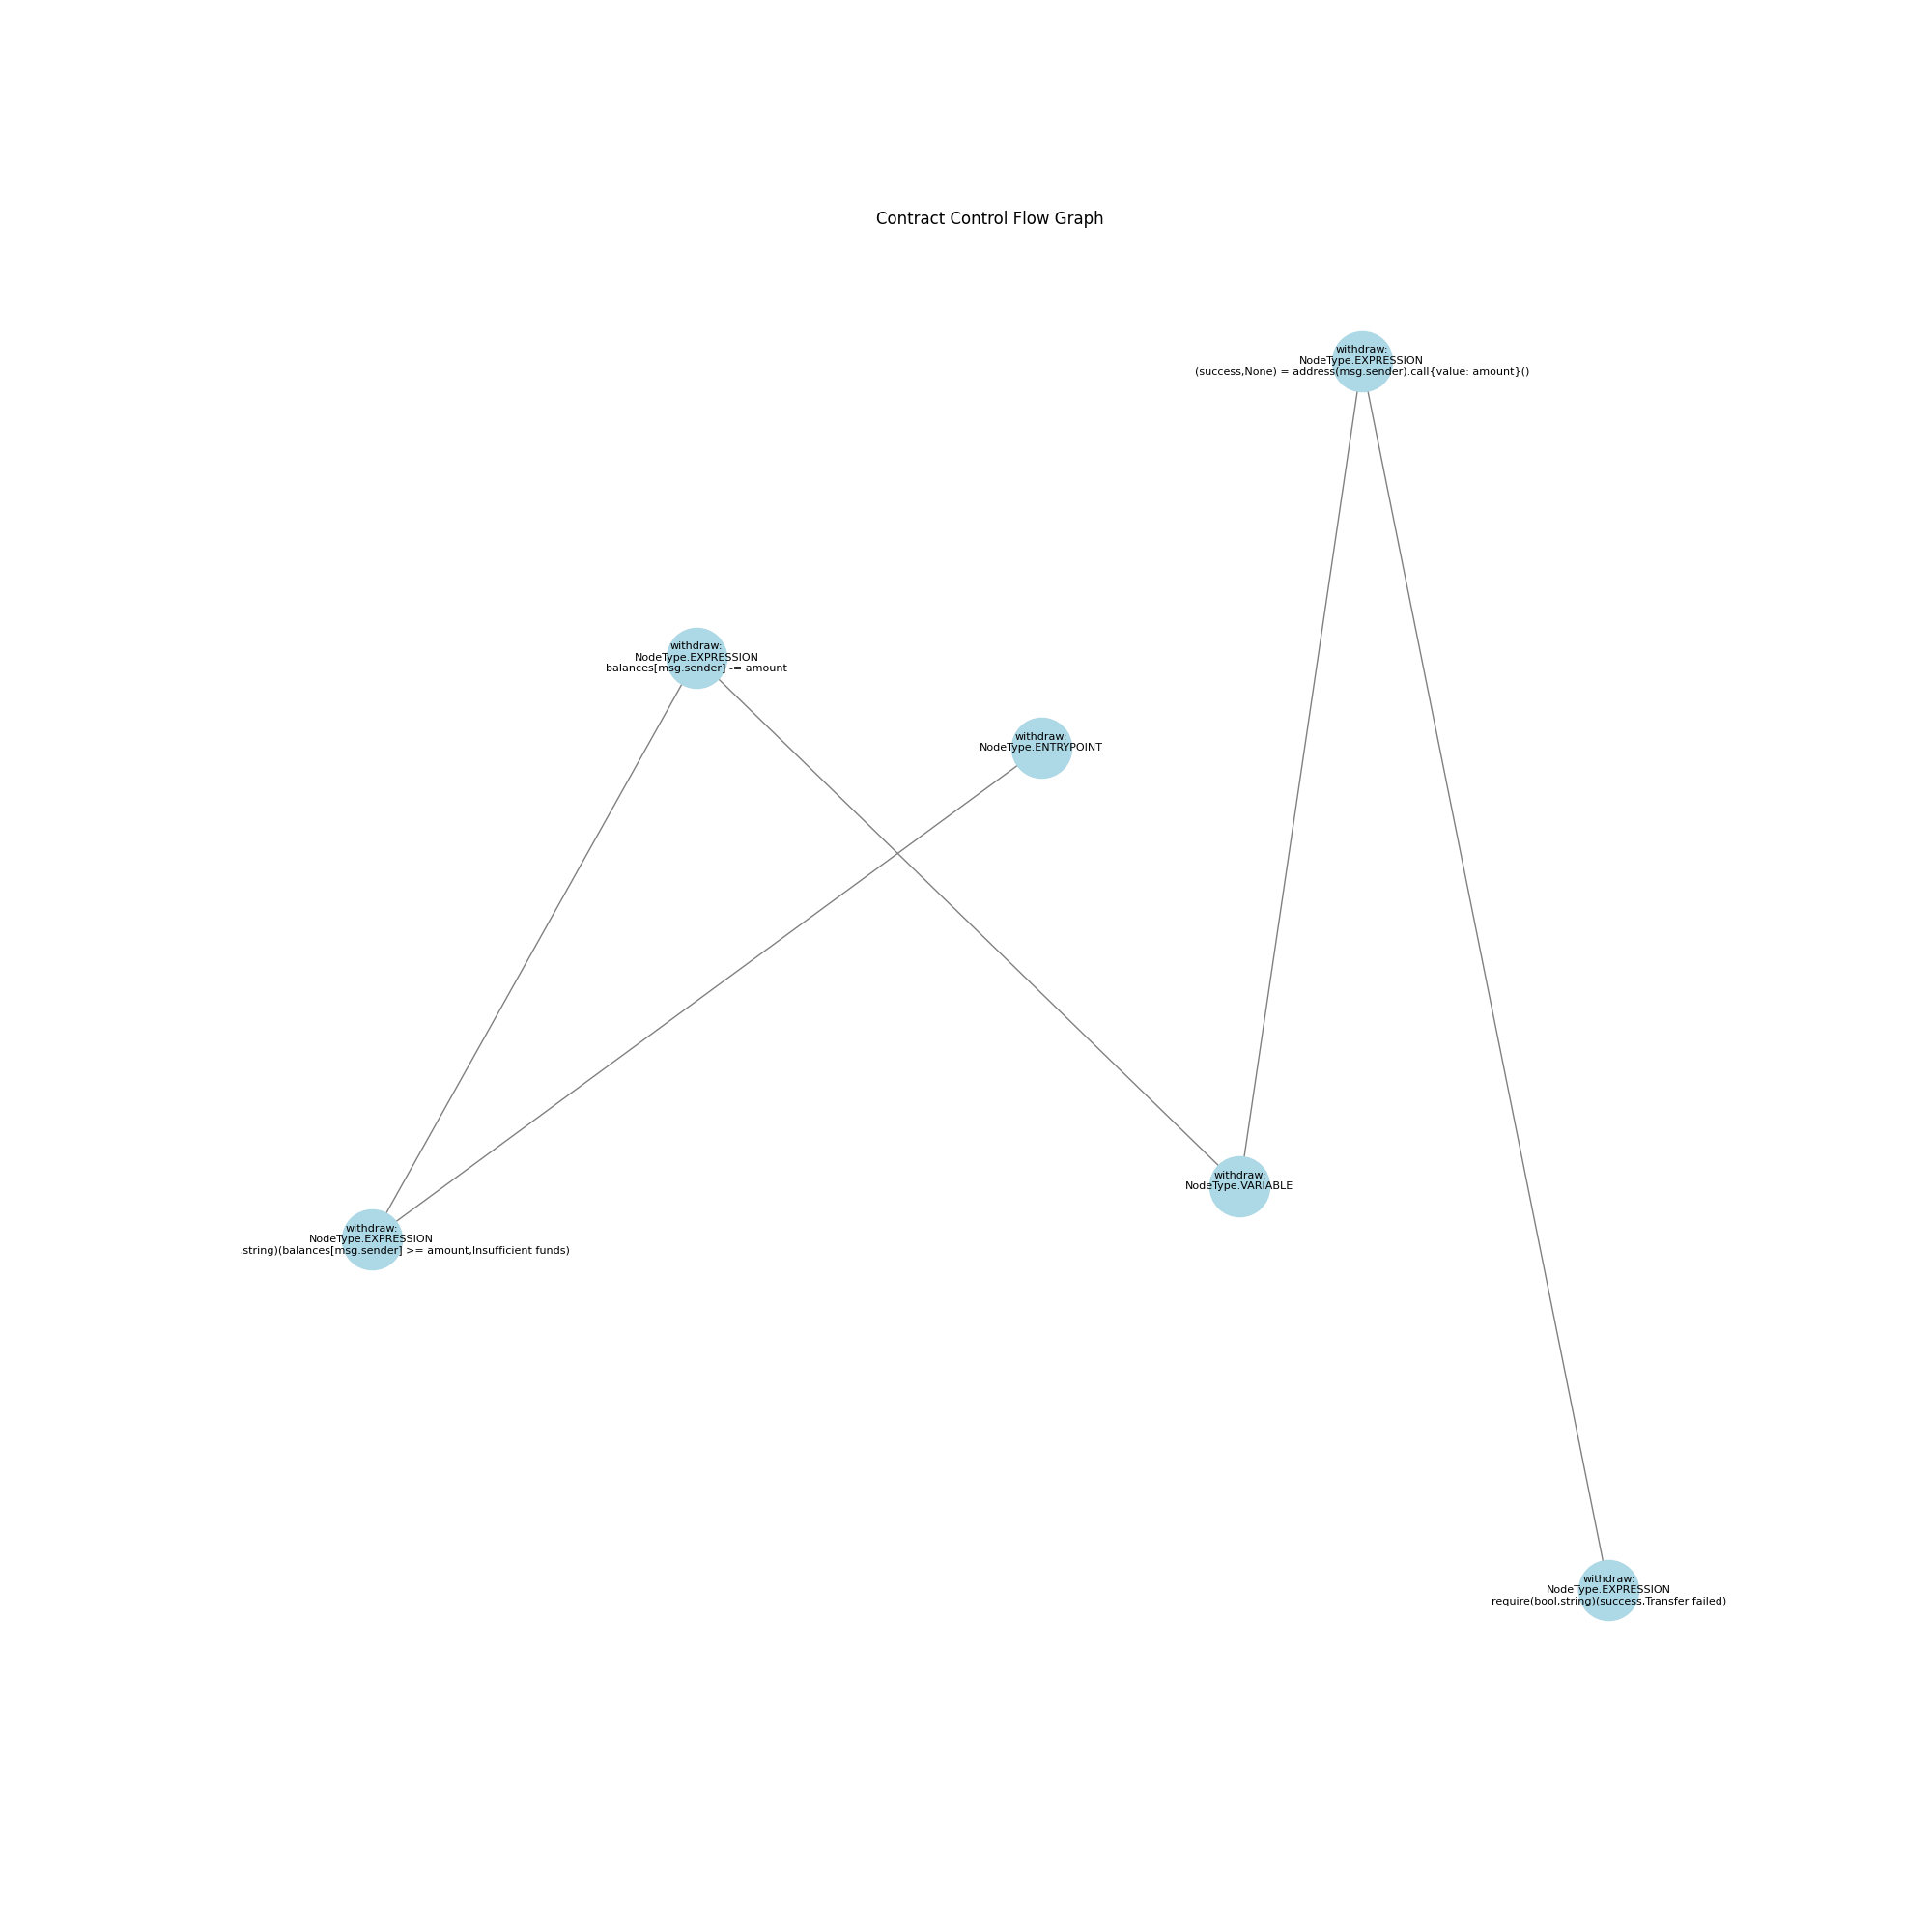 Contract Control Flow Graph
withdraw:
NodeType.EXPRESSION
(success,None) = address(msg.sender).call{value: amount}()
withdraw:
NodeType.EXPRESSION
balances[msg.sender] -= amount
withdraw:
NodeType.ENTRYPOINT
withdraw:
NodeType.VARIABLE
withdraw:
NodeType.EXPRESSION
string)(balances[msg.sender] >= amount,Insufficient funds)
withdraw:
NodeType.EXPRESSION
require(bool,string)(success,Transfer failed)